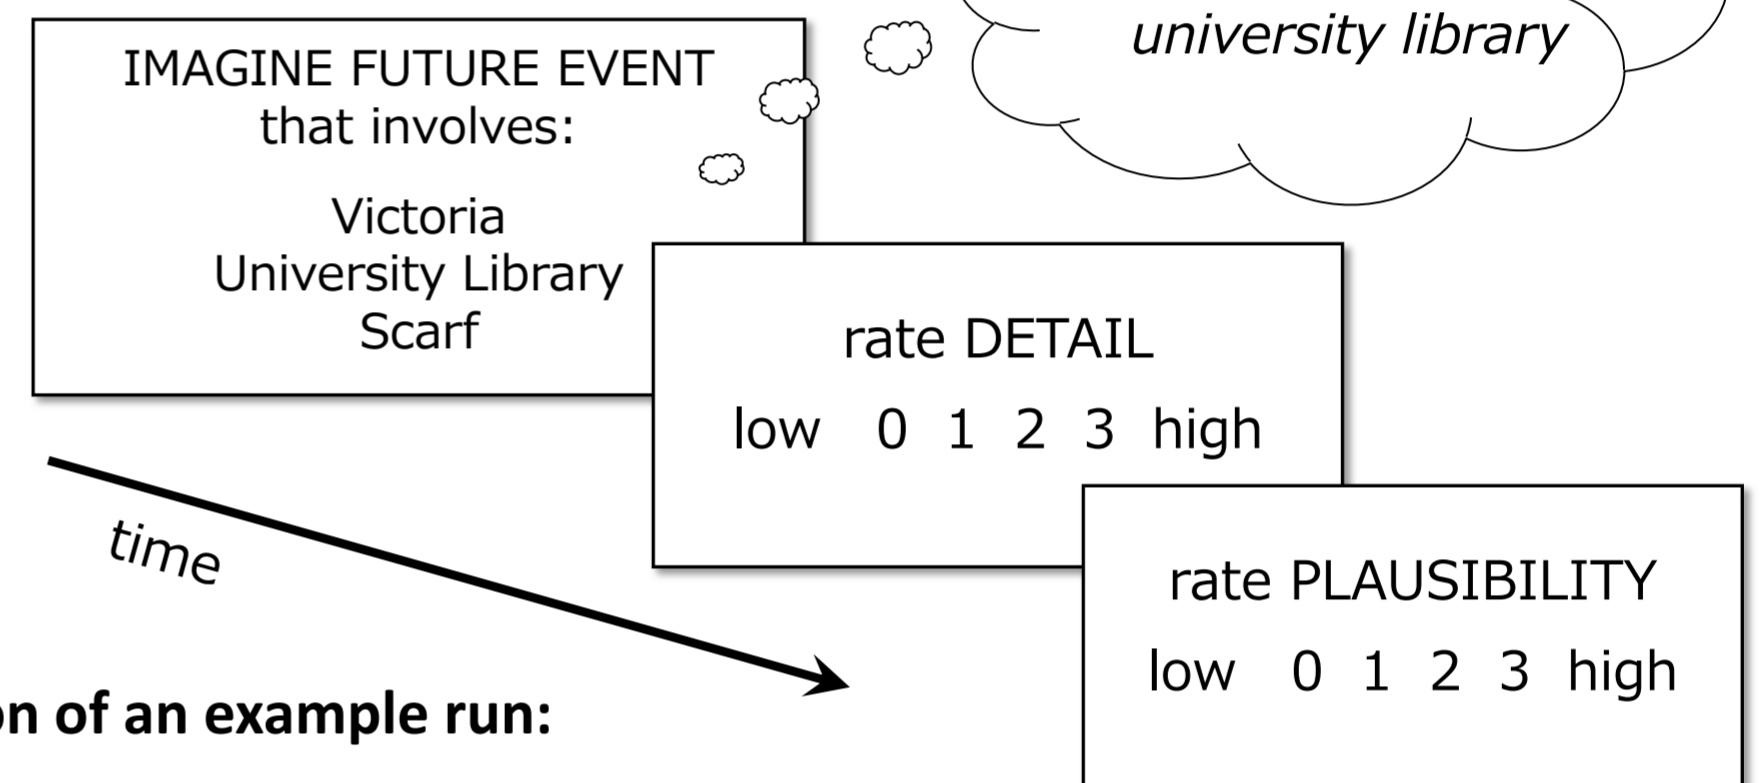 university library
IMAGINE FUTURE EVENT
that involves:
Victoria
University Library
Scarf
rate DETAIL
low 0 1 2 3 high
time
rate PLAUSIBILITY
low 0 1 2 3 high
of an example run: